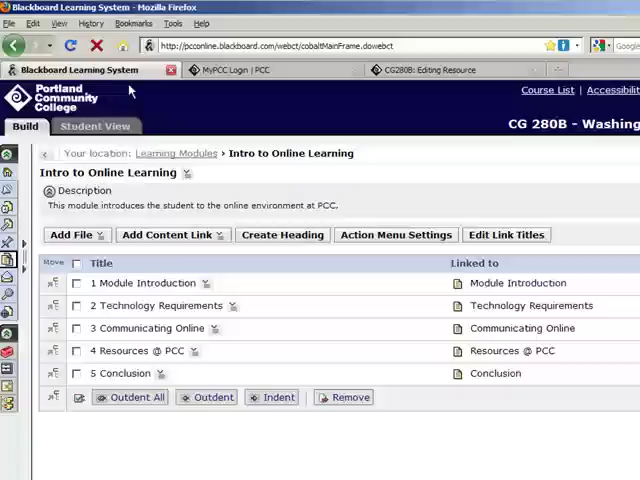 Blackboard Learning System - Mozilla Firefox
File Edit View History Bookmarks Tools Help
http://pcconline.blackboard.com/webct/cobaltMainFrame.dowebct
Google
Blackboard Learning System
MyPCC Login | PCC
CG280B: Editing Resource
Portland Community College
Course List | Accessibili
Build
Student View
CG 280B - Washing
Your location: Learning Modules › Intro to Online Learning
Intro to Online Learning
Description
This module introduces the student to the online environment at PCC.
Add File
Add Content Link
Create Heading
Action Menu Settings
Edit Link Titles
Move Title Linked to
1 Module Introduction Module Introduction
2 Technology Requirements Technology Requirements
3 Communicating Online Communicating Online
4 Resources @ PCC Resources @ PCC
5 Conclusion Conclusion
Outdent All Outdent Indent Remove